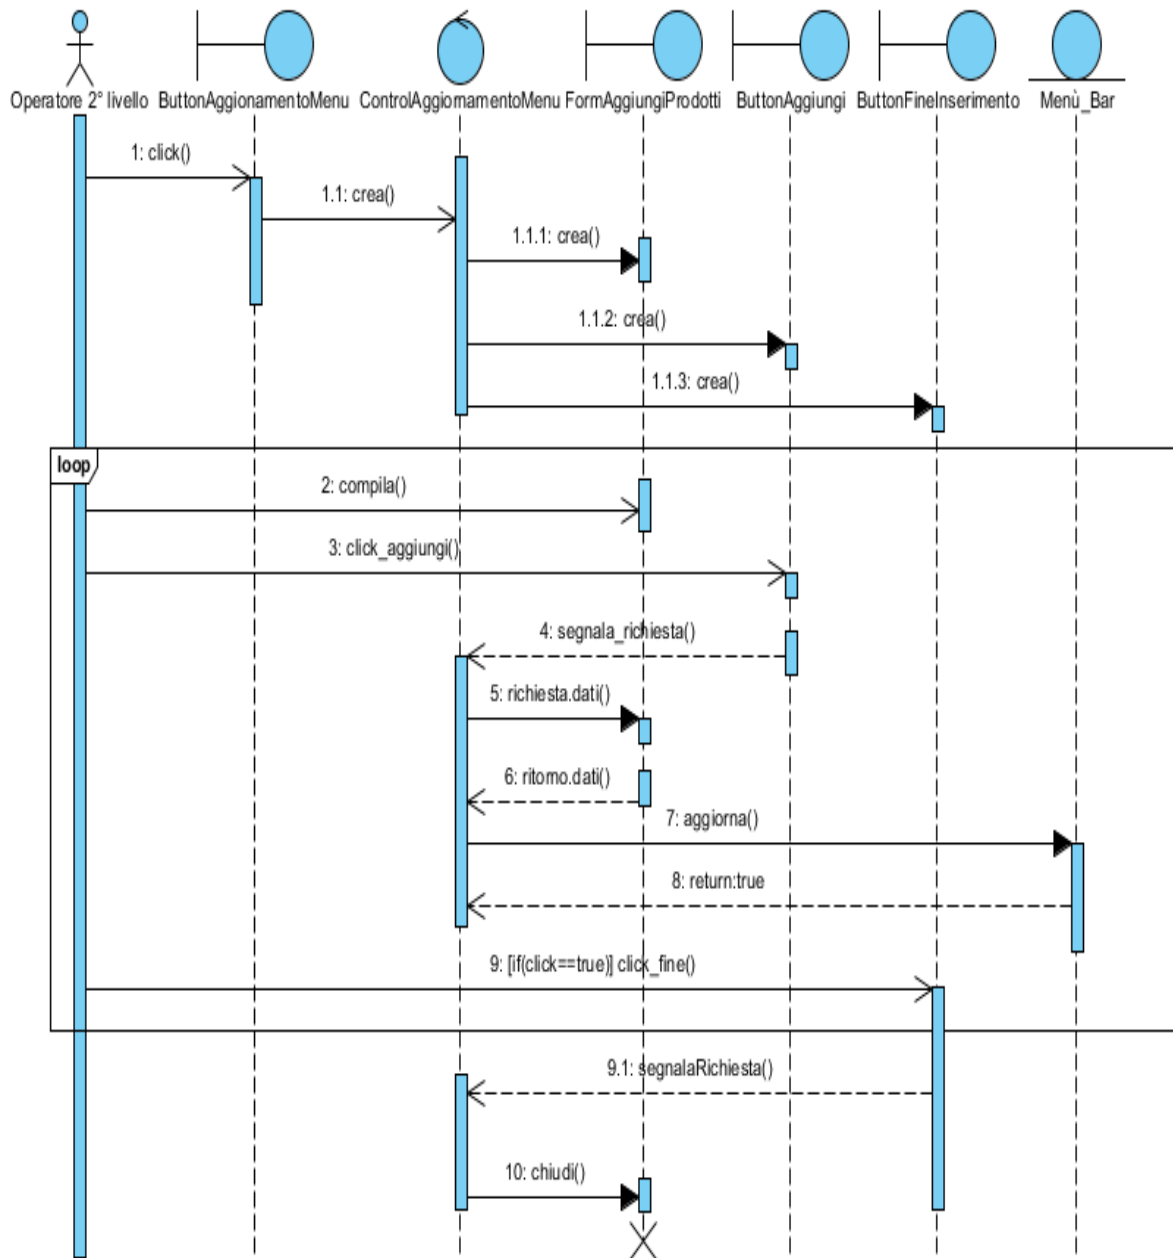 Operatore 2° livello
ButtonAggionamentoMenu
ControlAggiornamentoMenu
FormAggiungiProdotti
ButtonAggiungi
ButtonFineInserimento
Menù_Bar
1: click()
1.1: crea()
1.1.1: crea()
1.1.2: crea()
1.1.3: crea()
loop
2: compila()
3: click_aggiungi()
4: segnala_richiesta()
5: richiesta.dati()
6: ritorno.dati()
7: aggiorna()
8: return:true
9: [if(click==true)] click_fine()
9.1: segnalaRichiesta()
10: chiudi()